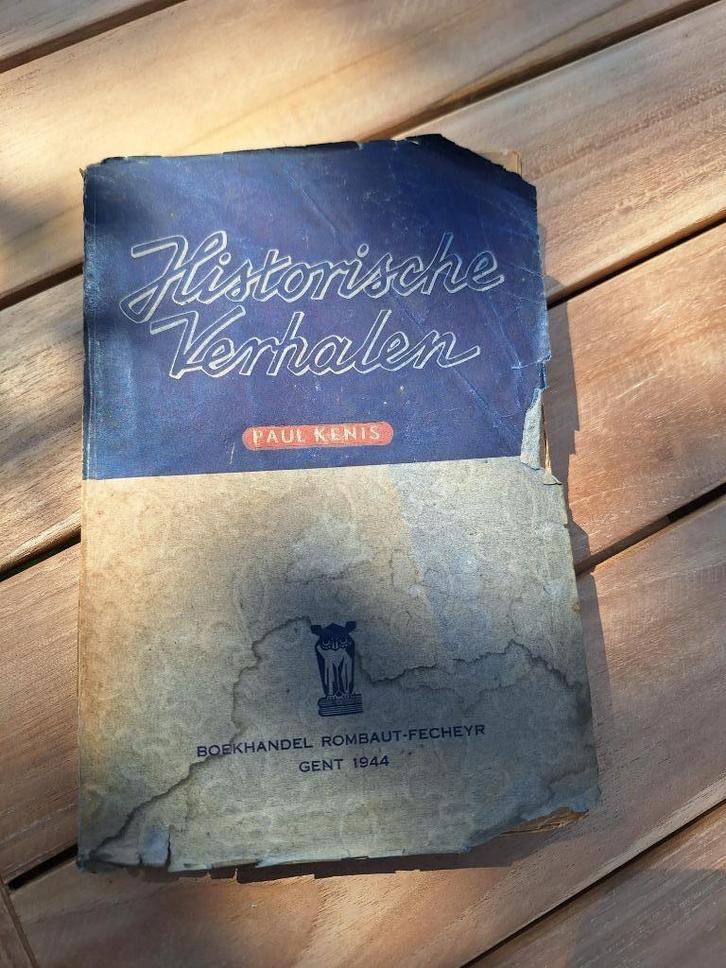 Historische
Verhalen
PAUL KENIS
BOEKHANDEL ROMBAUT-FECHEYR
GENT 1944